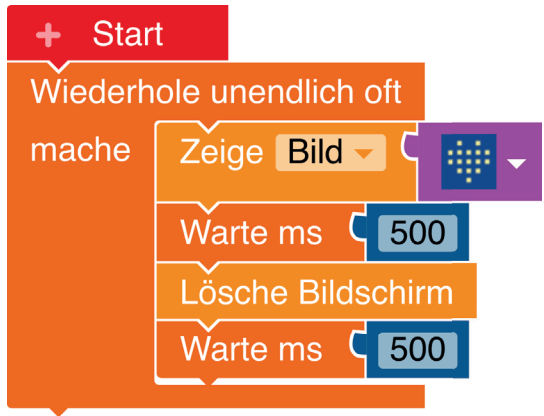 + Start
Wiederhole unendlich oft
mache Zeige Bild
Warte ms 500
Lösche Bildschirm
Warte ms 500